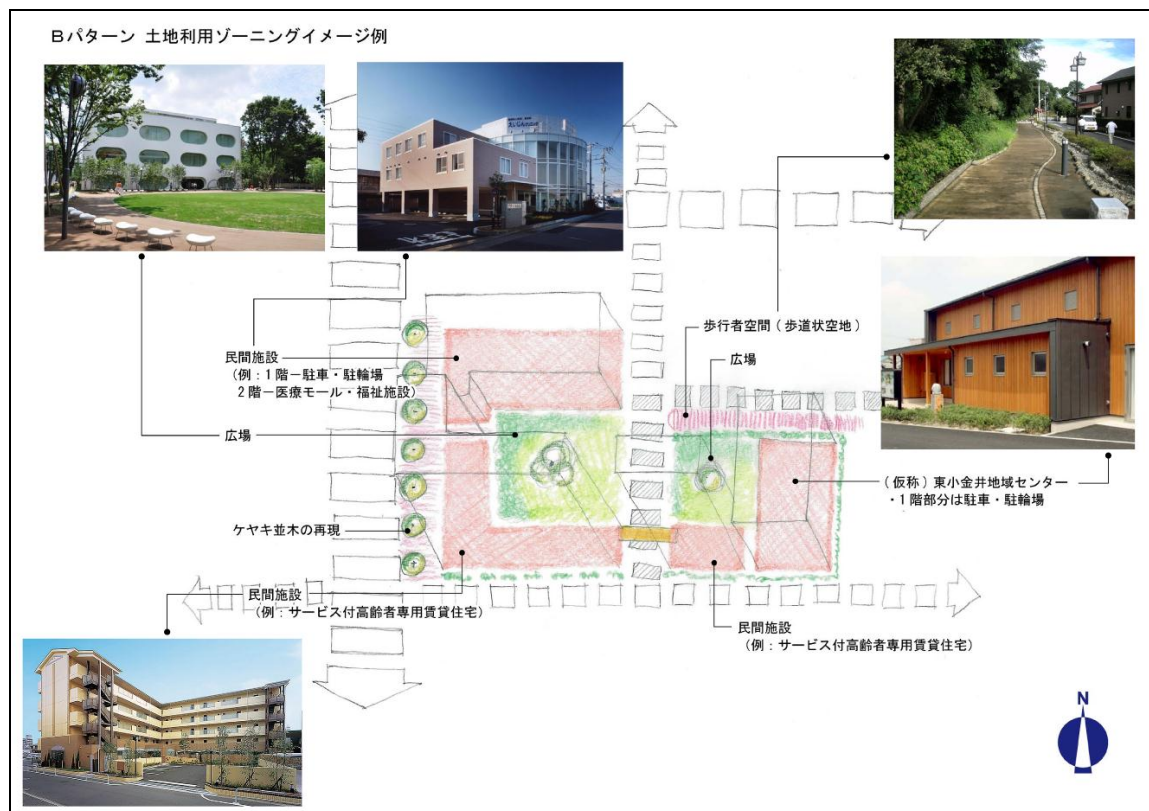 Bパターン 土地利用ゾーニングイメージ例
歩行者空間(歩道状空地)
民間施設
(例:1階－駐車・駐輪場
2階－医療モール・福祉施設)
広場
広場
(仮称)東小金井地域センター
・1階部分は駐車・駐輪場
ケヤキ並木の再現
民間施設
(例:サービス付高齢者専用賃貸住宅)
民間施設
(例:サービス付高齢者専用賃貸住宅)
N